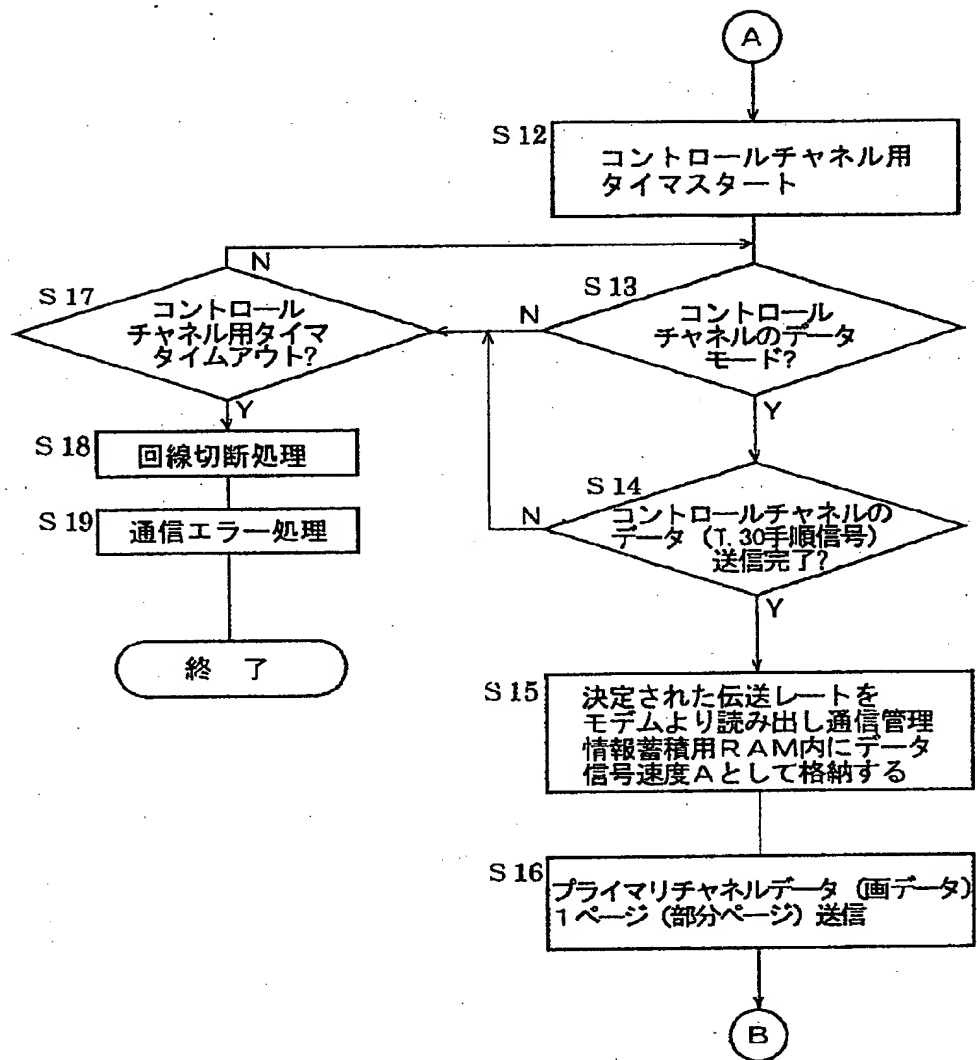 A
S12
コントロールチャネル用
タイマスタート
N
S17
コントロール
チャネル用タイマ
タイムアウト?
Y
S13
コントロール
チャネルのデータ
モード?
N
Y
S18
回線切断処理
S19
通信エラー処理
終 了
S14
コントロールチャネルの
データ(T.30手順信号)
送信完了?
N
Y
S15
決定された伝送レートを
モデムより読み出し通信管理
情報蓄積用RAM内にデータ
信号速度Aとして格納する
S16
プライマリチャネルデータ(画データ)
1ページ(部分ページ)送信
B